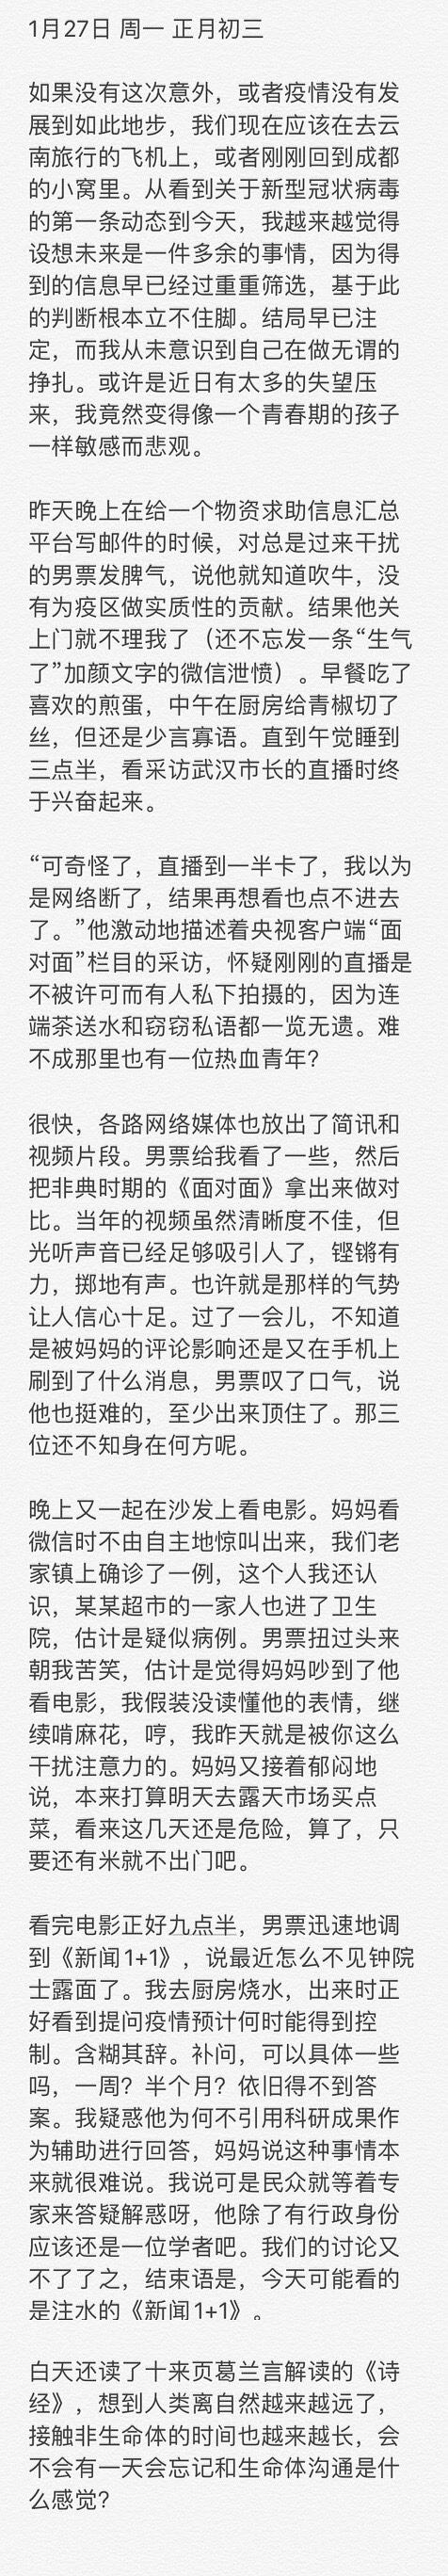 1月27日 周一 正月初三
如果没有这次意外，或者疫情没有发
展到如此地步，我们现在应该在去云
南旅行的飞机上，或者刚刚回到成都
的小窝里。从看到关于新型冠状病毒
的第一条动态到今天，我越来越觉得
设想未来是一件多余的事情，因为得
到的信息早已经过重重筛选，基于此
的判断根本立不住脚。结局早已注
定，而我从未意识到自己在做无谓的
挣扎。或许是近日有太多的失望压
来，我竟然变得像一个青春期的孩子
一样敏感而悲观。
昨天晚上在给一个物资求助信息汇总
平台写邮件的时候，对总是过来干扰
的男票发脾气，说他就知道吹牛，没
有为疫区做实质性的贡献。结果他关
上门就不理我了（还不忘发一条“生气
了”加颜文字的微信泄愤）。早餐吃了
喜欢的煎蛋，中午在厨房给青椒切了
丝，但还是少言寡语。直到午觉睡到
三点半，看采访武汉市长的直播时终
于兴奋起来。
“可奇怪了，直播到一半卡了，我以为
是网络断了，结果再想看也点不进去
了。”他激动地描述着央视客户端“面
对面”栏目的采访，怀疑刚刚的直播是
不被许可而有人私下拍摄的，因为连
端茶送水和窃窃私语都一览无遗。难
不成那里也有一位热血青年？
很快，各路网络媒体也放出了简讯和
视频片段。男票给我看了一些，然后
把非典时期的《面对面》拿出来做对
比。当年的视频虽然清晰度不佳，但
光听声音已经足够吸引人了，铿锵有
力，掷地有声。也许就是那样的气势
让人信心十足。过了一会儿，不知道
是被妈妈的评论影响还是又在手机上
刷到了什么消息，男票叹了口气，说
他也挺难的，至少出来顶住了。那三
位还不知身在何方呢。
晚上又一起在沙发上看电影。妈妈看
微信时不由自主地惊叫出来，我们老
家镇上确诊了一例，这个人我还认
识，某某超市的一家人也进了卫生
院，估计是疑似病例。男票扭过头来
朝我苦笑，估计是觉得妈妈吵到了他
看电影，我假装没读懂他的表情，继
续啃麻花，哼，我昨天就是被你这么
干扰注意力的。妈妈又接着郁闷地
说，本来打算明天去露天市场买点
菜，看来这几天还是危险，算了，只
要还有米就不出门吧。
看完电影正好九点半，男票迅速地调
到《新闻1+1》，说最近怎么不见钟院
士露面了。我去厨房烧水，出来时正
好看到提问疫情预计何时能得到控
制。含糊其辞。补问，可以具体一些
吗，一周？半个月？依旧得不到答
案。我疑惑他为何不引用科研成果作
为辅助进行回答，妈妈说这种事情本
来就很难说。我说可是民众就等着专
家来答疑解惑呀，他除了有行政身份
应该还是一位学者吧。我们的讨论又
不了了之，结束语是，今天可能看的
是注水的《新闻1+1》。
白天还读了十来页葛兰言解读的《诗
经》，想到人类离自然越来越远了，
接触非生命体的时间也越来越长，会
不会有一天会忘记和生命体沟通是什
么感觉？